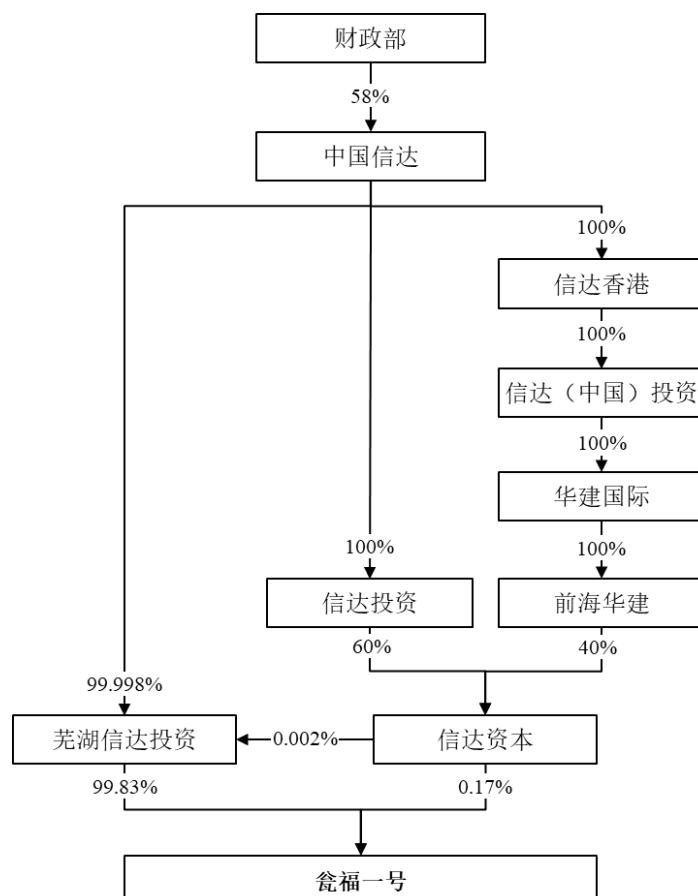 财政部
58%
中国信达
100%
信达香港
100%
信达（中国）投资
100%
华建国际
100%
100%
信达投资
前海华建
60%
40%
99.998%
芜湖信达投资
0.002%
信达资本
99.83%
0.17%
瓮福一号